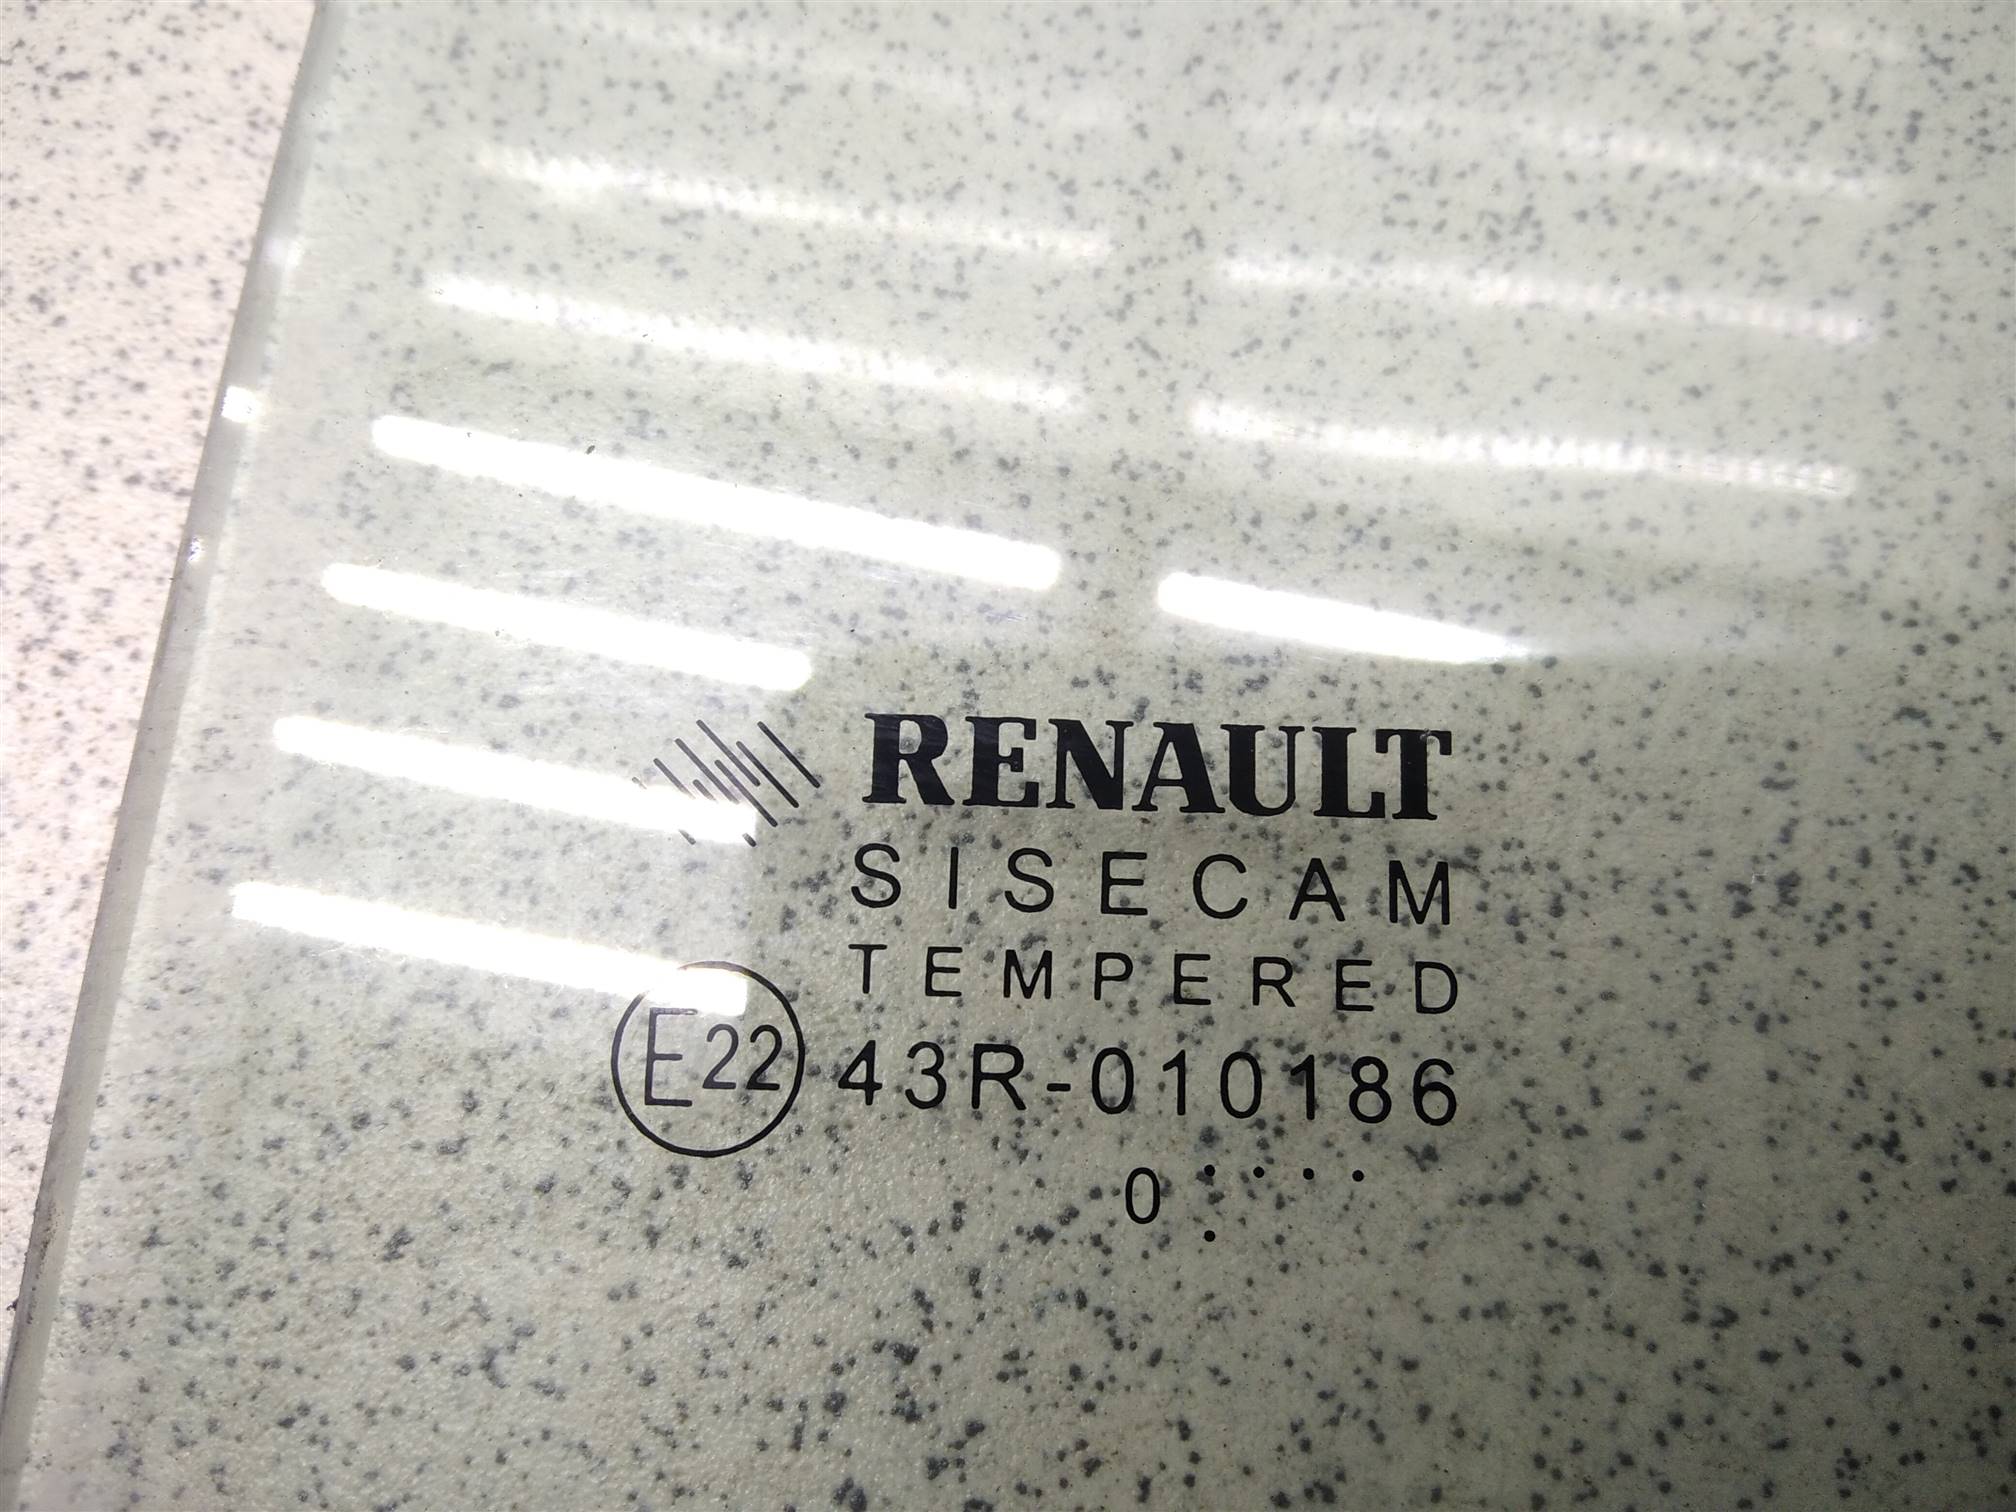 RENAULT
SISECAM
TEMPERED
E22 43R-010186
0 : . . .